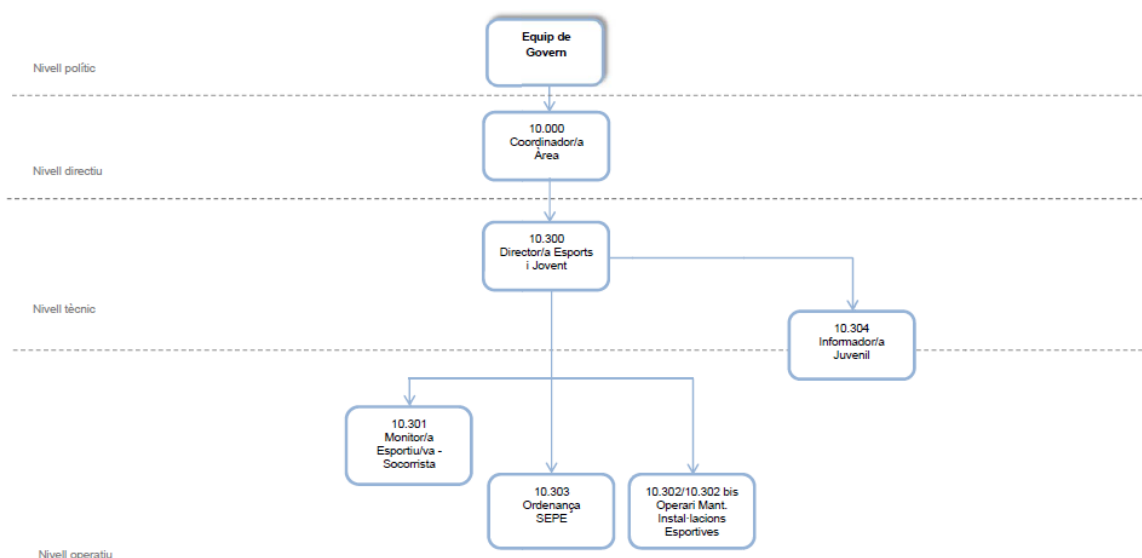 Equip de
Govern
Nivell polític
10.000
Coordinador/a
Àrea
Nivell directiu
10.300
Director/a Esports
i Jovent
Nivell tècnic
10.304
Informador/a
Juvenil
10.301
Monitor/a
Esportiu/va -
Socorrista
10.303
Ordenança
SEPE
10.302/10.302 bis
Operari Mant.
Instal·lacions
Esportives
Nivell operatiu